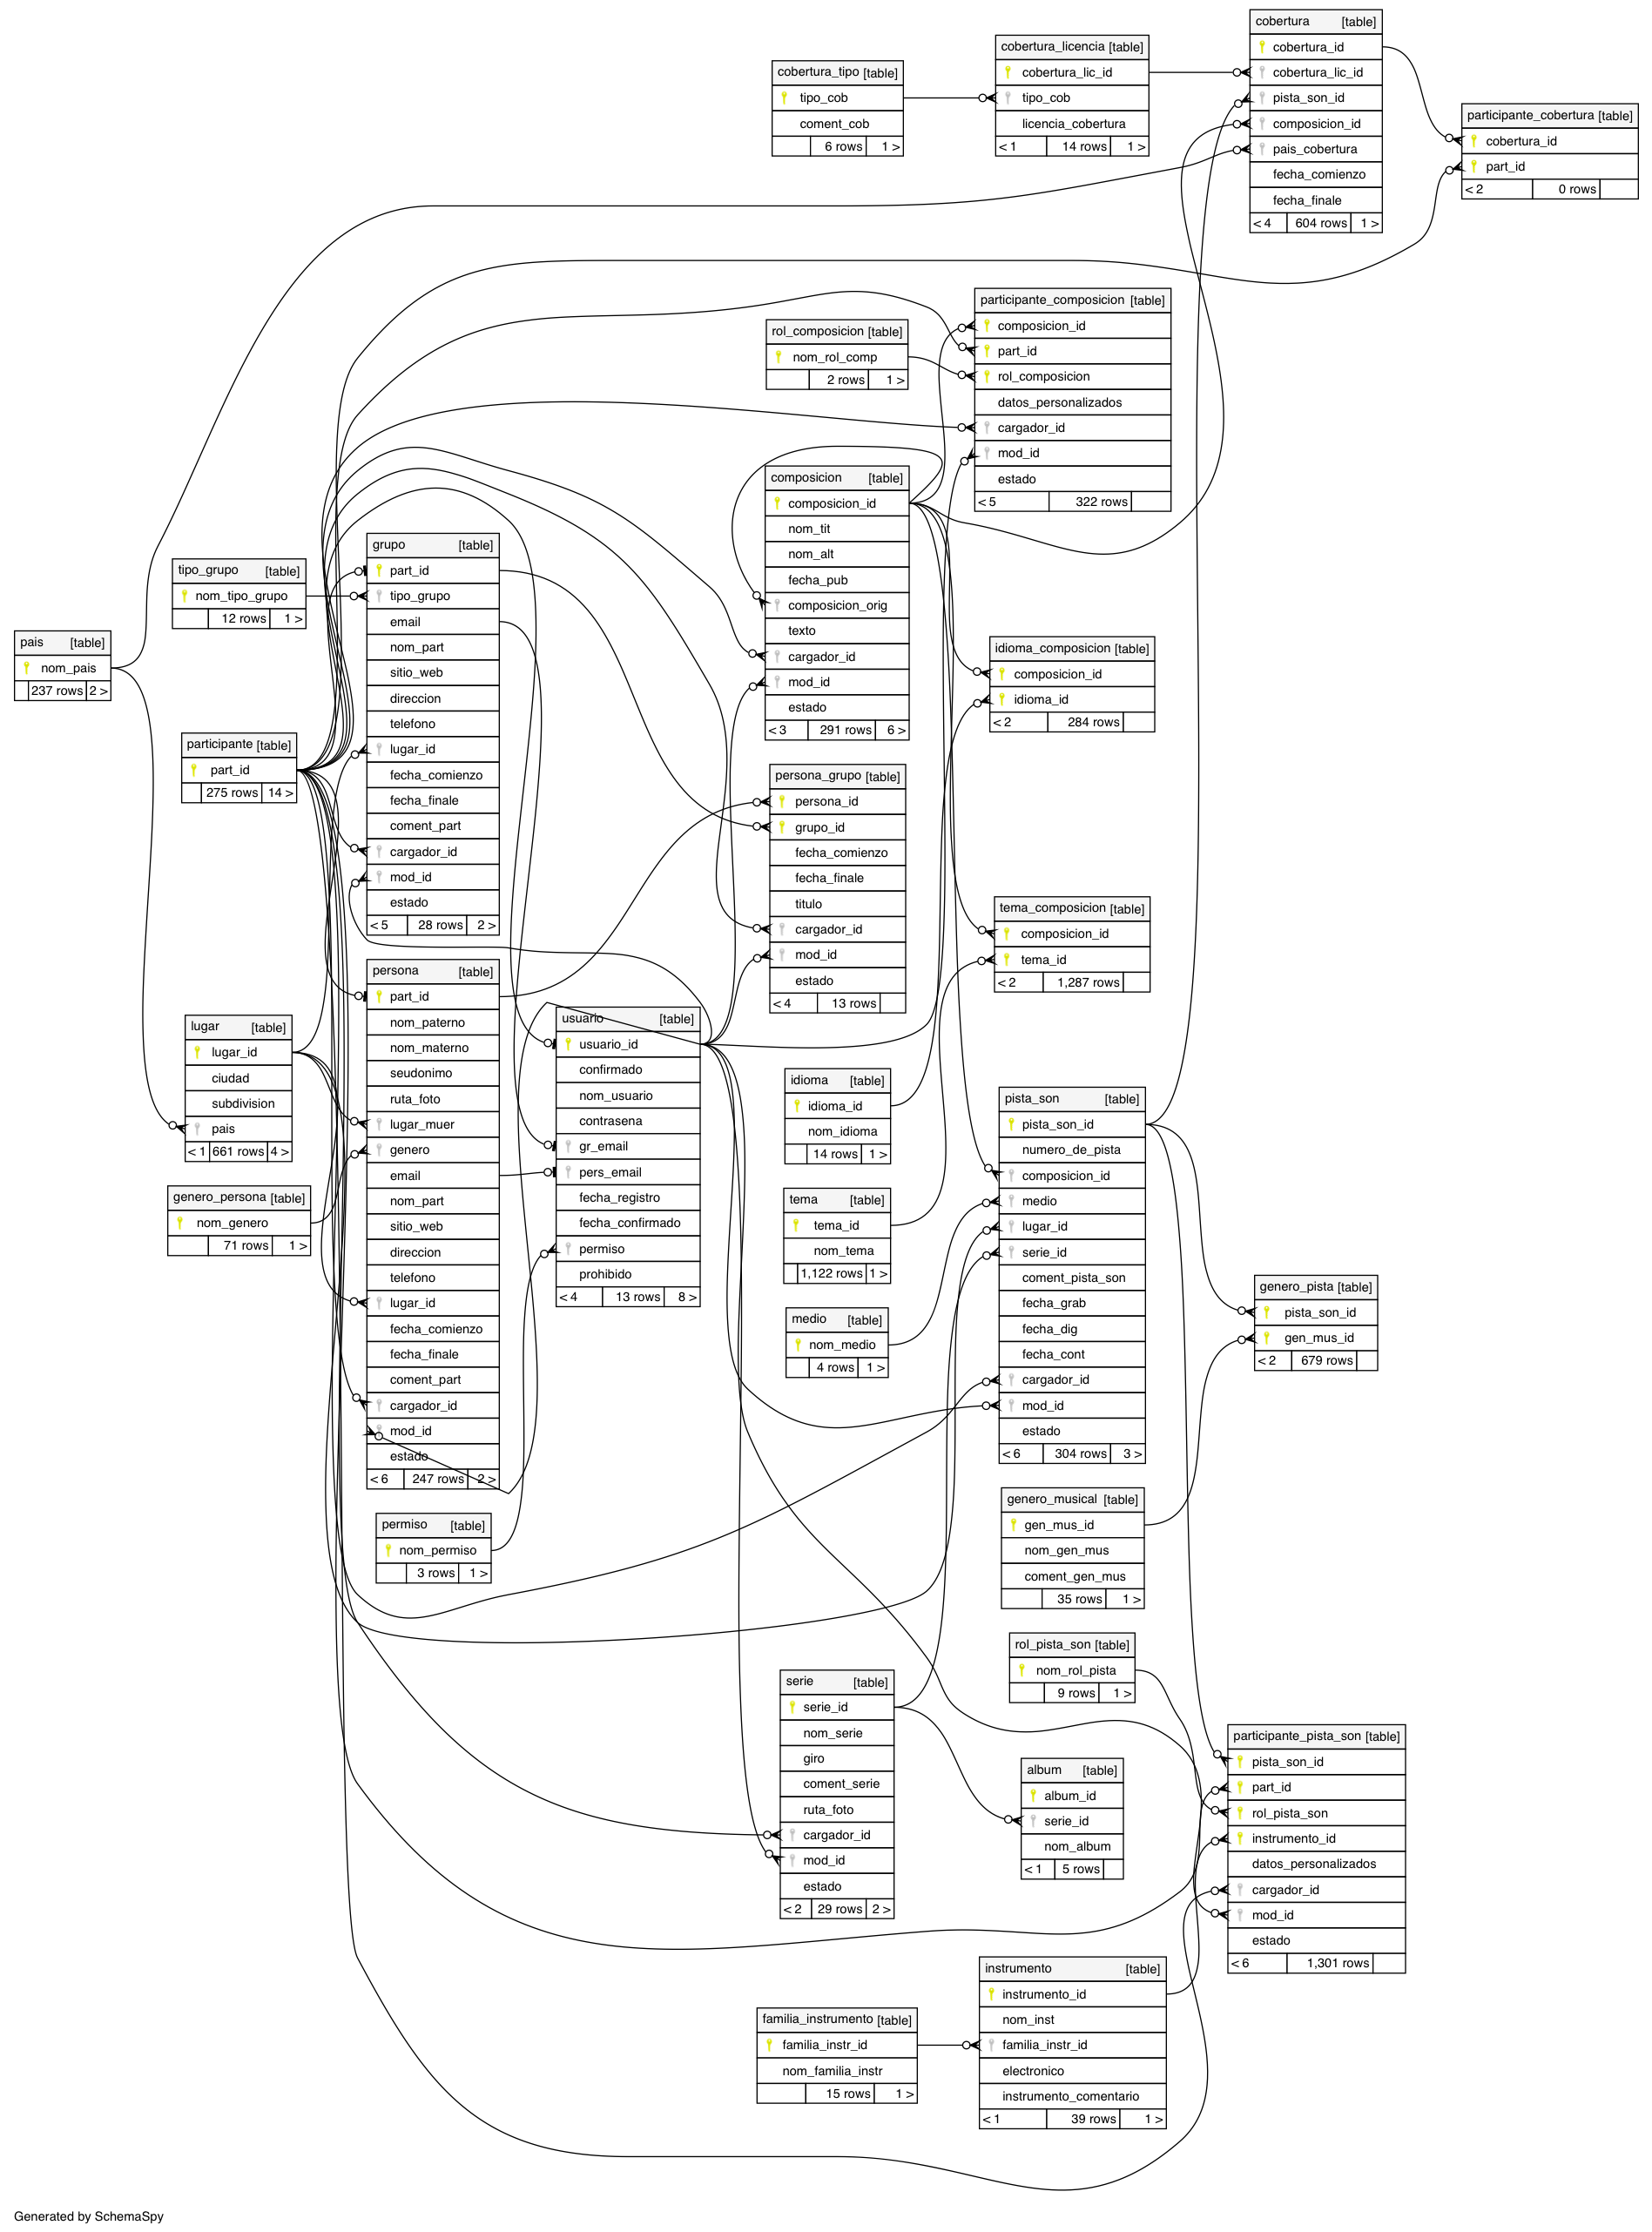 cobertura [table]
cobertura_id
cobertura_lic_id
pista_son_id
composicion_id
pais_cobertura
fecha_comienzo
fecha_finale
< 4 604 rows 1 >
cobertura_licencia [table]
cobertura_lic_id
tipo_cob
licencia_cobertura
< 1 14 rows 1 >
cobertura_tipo [table]
tipo_cob
coment_cob
6 rows 1 >
participante_cobertura [table]
cobertura_id
part_id
< 2 0 rows
participante_composicion [table]
composicion_id
part_id
rol_composicion
datos_personalizados
cargador_id
mod_id
estado
< 5 322 rows
rol_composicion [table]
nom_rol_comp
2 rows 1 >
composicion [table]
composicion_id
nom_tit
nom_alt
fecha_pub
composicion_orig
texto
cargador_id
mod_id
estado
< 3 291 rows 6 >
grupo [table]
part_id
tipo_grupo
email
nom_part
sitio_web
direccion
telefono
lugar_id
fecha_comienzo
fecha_finale
coment_part
cargador_id
mod_id
estado
< 5 28 rows 2 >
tipo_grupo [table]
nom_tipo_grupo
12 rows 1 >
pais [table]
nom_pais
237 rows 2 >
participante [table]
part_id
275 rows 14 >
idioma_composicion [table]
composicion_id
idioma_id
< 2 284 rows
persona_grupo [table]
persona_id
grupo_id
fecha_comienzo
fecha_finale
titulo
cargador_id
mod_id
estado
< 4 13 rows
tema_composicion [table]
composicion_id
tema_id
< 2 1,287 rows
persona [table]
part_id
nom_paterno
nom_materno
seudonimo
ruta_foto
lugar_muer
genero
email
nom_part
sitio_web
direccion
telefono
lugar_id
fecha_comienzo
fecha_finale
coment_part
cargador_id
mod_id
estado
< 6 247 rows 2 >
usuario [table]
usuario_id
confirmado
nom_usuario
contrasena
gr_email
pers_email
fecha_registro
fecha_confirmado
permiso
prohibido
< 4 13 rows 8 >
lugar [table]
lugar_id
ciudad
subdivision
pais
< 1 661 rows 4 >
genero_persona [table]
nom_genero
71 rows 1 >
idioma [table]
idioma_id
nom_idioma
14 rows 1 >
tema [table]
tema_id
nom_tema
1,122 rows 1 >
medio [table]
nom_medio
4 rows 1 >
pista_son [table]
pista_son_id
numero_de_pista
composicion_id
medio
lugar_id
serie_id
coment_pista_son
fecha_grab
fecha_dig
fecha_cont
cargador_id
mod_id
estado
< 6 304 rows 3 >
genero_pista [table]
pista_son_id
gen_mus_id
< 2 679 rows
permiso [table]
nom_permiso
3 rows 1 >
genero_musical [table]
gen_mus_id
nom_gen_mus
coment_gen_mus
35 rows 1 >
rol_pista_son [table]
nom_rol_pista
9 rows 1 >
serie [table]
serie_id
nom_serie
giro
coment_serie
ruta_foto
cargador_id
mod_id
estado
< 2 29 rows 2 >
album [table]
album_id
serie_id
nom_album
< 1 5 rows
participante_pista_son [table]
pista_son_id
part_id
rol_pista_son
instrumento_id
datos_personalizados
cargador_id
mod_id
estado
< 6 1,301 rows
instrumento [table]
instrumento_id
nom_inst
familia_instr_id
electronico
instrumento_comentario
< 1 39 rows 1 >
familia_instrumento [table]
familia_instr_id
nom_familia_instr
15 rows 1 >
Generated by SchemaSpy